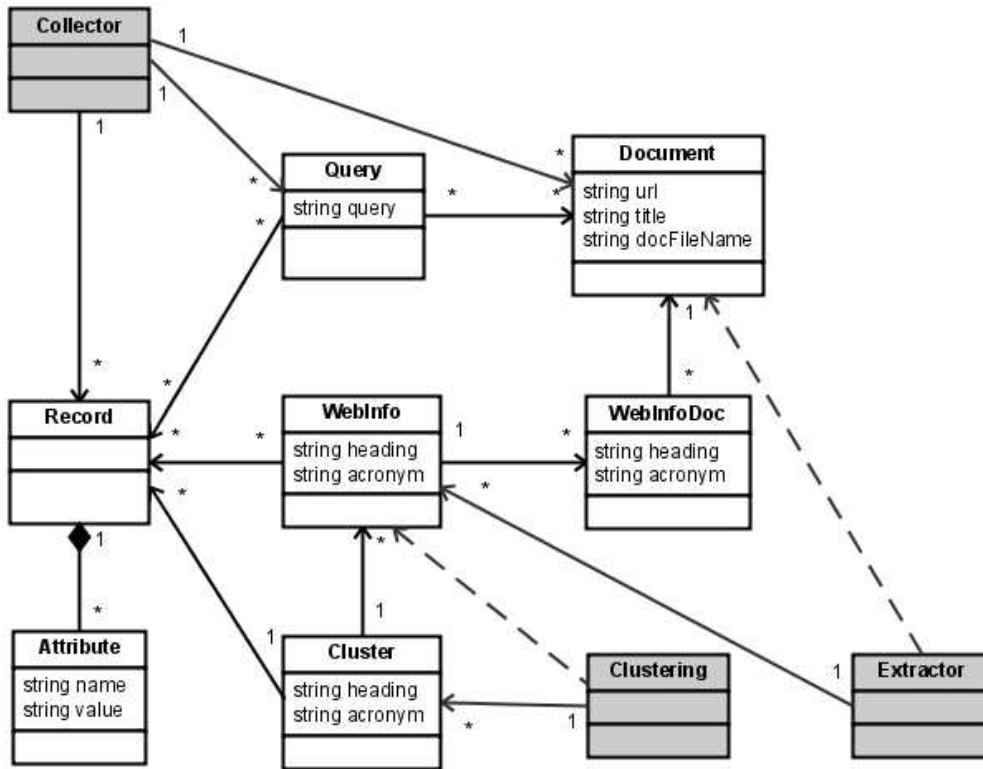 Collector
1
1
1
*
*
Query
string query
*
*
*
*
Document
string url
string title
string docFileName
1
*
*
*
Record
*
*
*
WebInfo
string heading
string acronym
1
*
*
WebInfoDoc
string heading
string acronym
1
*
Attribute
string name
string value
*
1
1
Cluster
string heading
string acronym
*
1
Clustering
1
Extractor